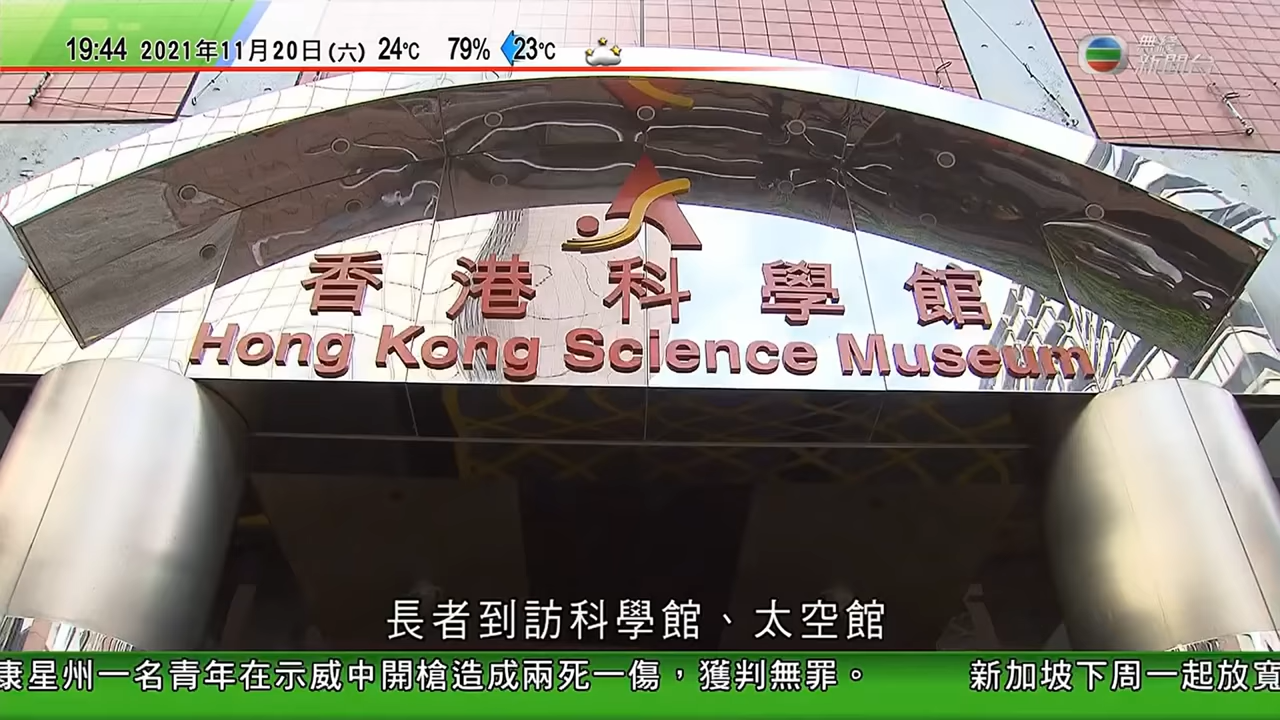 19:44 2021年11月20日(六) 24℃ 79% 23℃
無綫
新聞台
香港科學館
Hong Kong Science Museum
長者到訪科學館、太空館
康星州一名青年在示威中開槍造成兩死一傷，獲判無罪。 新加坡下周一起放寬